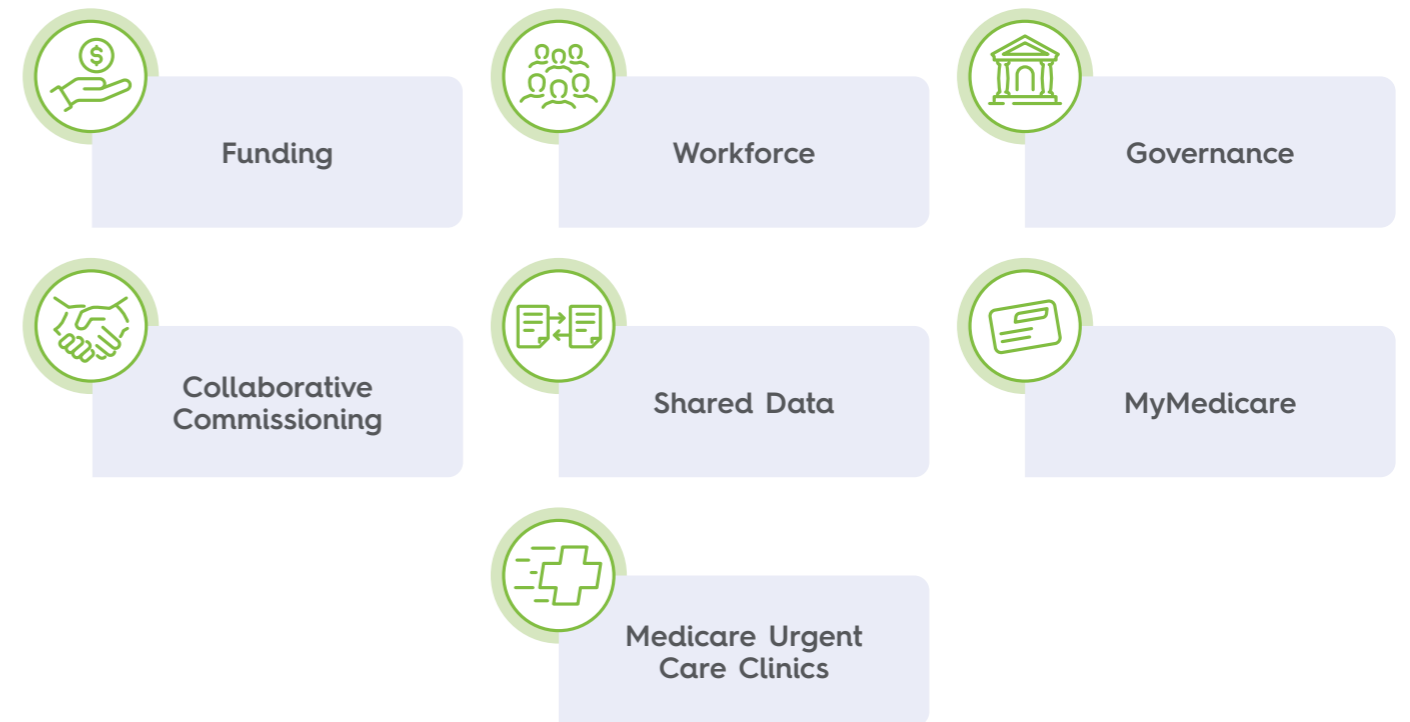 $
Funding
Workforce
Governance
Collaborative
Commissioning
Shared Data
MyMedicare
Medicare Urgent
Care Clinics